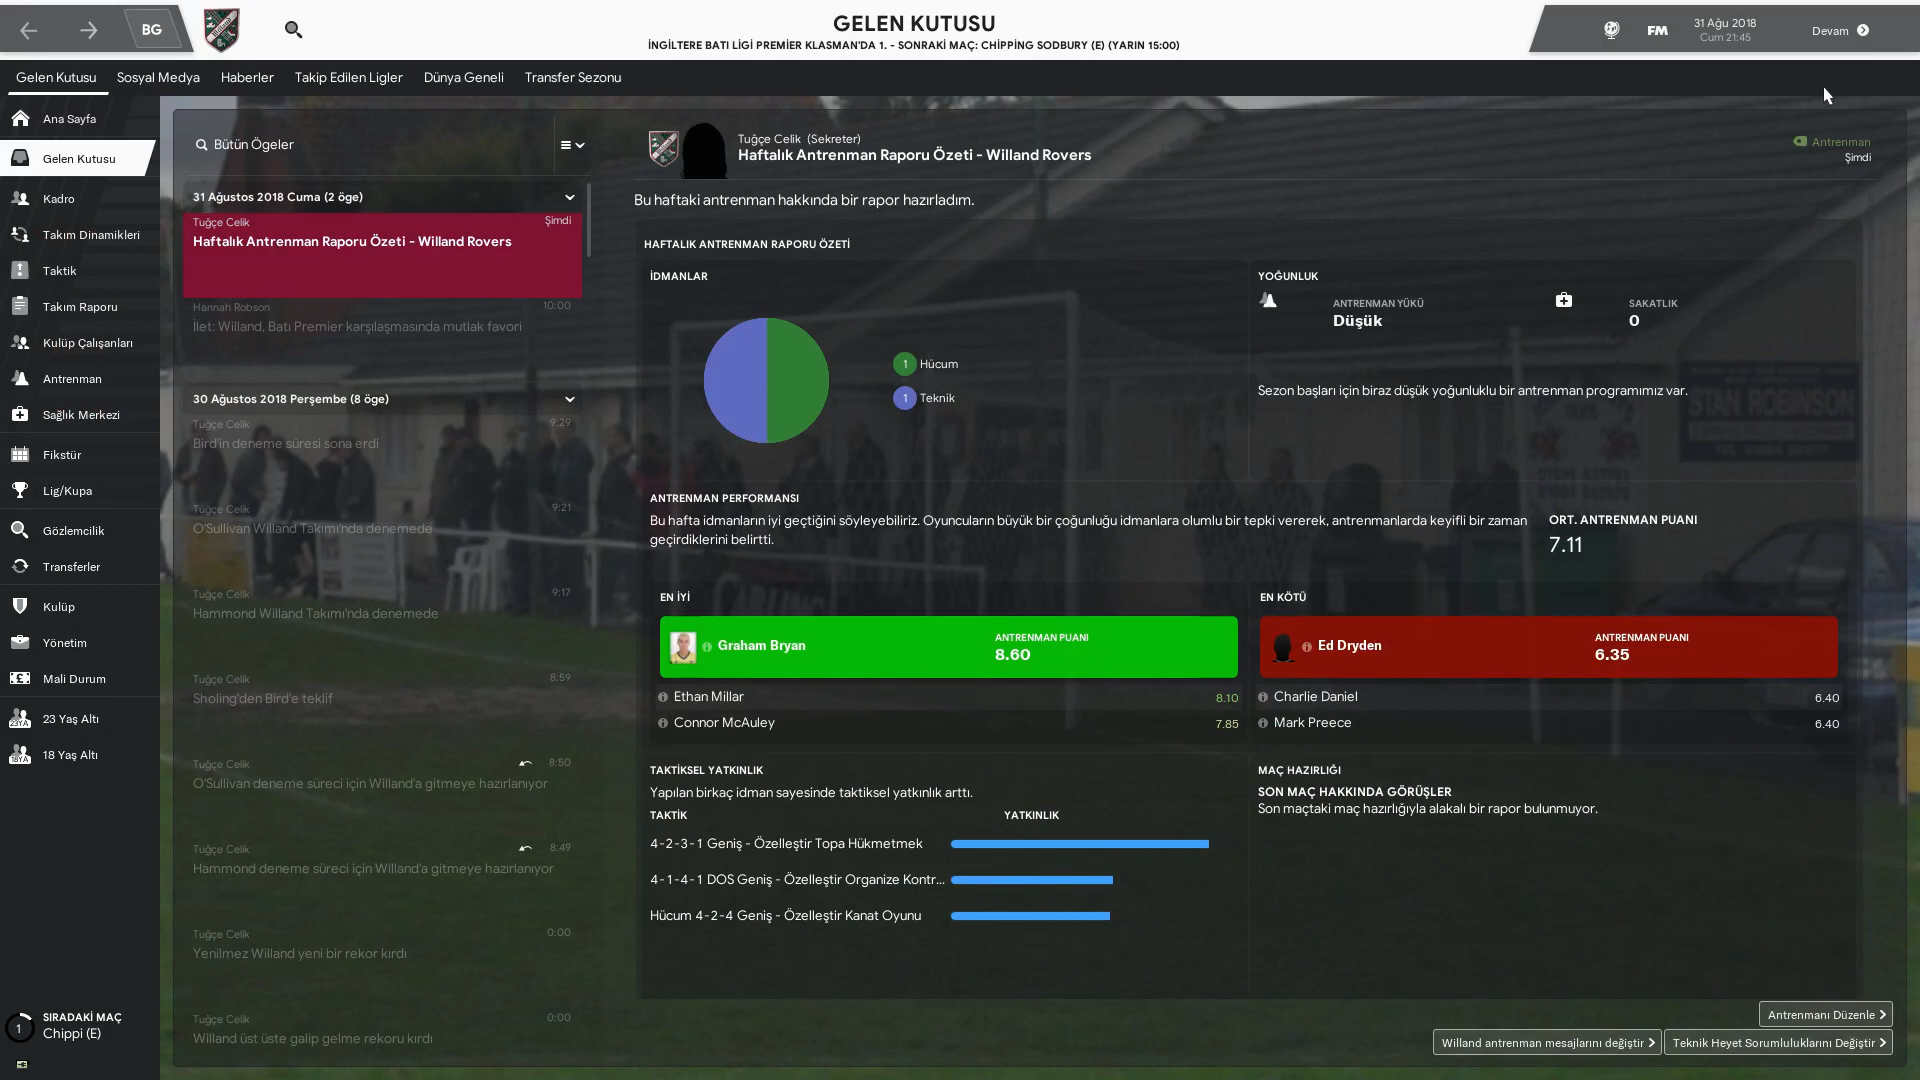 BG
GELEN KUTUSU
İNGİLTERE BATI LİGİ PREMİER KLASMAN'DA 1. - SONRAKİ MAÇ: CHİPPİNG SODBURY (E) (YARIN 15:00)
FM
31 Ağu 2018
Cum 21:45
Devam
Gelen Kutusu
Sosyal Medya
Haberler
Takip Edilen Ligler
Dünya Geneli
Transfer Sezonu
Ana Sayfa
Gelen Kutusu
Kadro
Takım Dinamikleri
Taktik
Takım Raporu
Kulüp Çalışanları
Antrenman
Sağlık Merkezi
Fikstür
Lig/Kupa
Gözlemcilik
Transferler
Kulüp
Yönetim
Mali Durum
23YA
23 Yaş Altı
18YA
18 Yaş Altı
1
SIRADAKİ MAÇ
Chippi (E)
Bütün Ögeler
31 Ağustos 2018 Cuma (2 öge)
Tuğçe Celik
Şimdi
Haftalık Antrenman Raporu Özeti - Willand Rovers
Hannah Robson
10:00
İlet: Willand, Batı Premier karşılaşmasında mutlak favori
30 Ağustos 2018 Perşembe (8 öge)
Tuğçe Celik
9:29
Bird'in deneme süresi sona erdi
Tuğçe Celik
9:21
O'Sullivan Willand Takımı'nda denemede
Tuğçe Celik
9:17
Hammond Willand Takımı'nda denemede
Tuğçe Celik
8:59
Sholing'den Bird'e teklif
Tuğçe Celik
8:50
O'Sullivan deneme süreci için Willand'a gitmeye hazırlanıyor
Tuğçe Celik
8:49
Hammond deneme süreci için Willand'a gitmeye hazırlanıyor
Tuğçe Celik
0:00
Yenilmez Willand yeni bir rekor kırdı
Tuğçe Celik
0:00
Willand üst üste galip gelme rekoru kırdı
Tuğçe Celik (Sekreter)
Haftalık Antrenman Raporu Özeti - Willand Rovers
Antrenman
Şimdi
Bu haftaki antrenman hakkında bir rapor hazırladım.
HAFTALIK ANTRENMAN RAPORU ÖZETİ
İDMANLAR
1 Hücum
1 Teknik
YOĞUNLUK
ANTRENMAN YÜKÜ
Düşük
SAKATLIK
0
Sezon başları için biraz düşük yoğunluklu bir antrenman programımız var.
STAN ROBINSON
ANTRENMAN PERFORMANSI
Bu hafta idmanların iyi geçtiğini söyleyebiliriz. Oyuncuların büyük bir çoğunluğu idmanlara olumlu bir tepki vererek, antrenmanlarda keyifli bir zaman
geçirdiklerini belirtti.
ORT. ANTRENMAN PUANI
7.11
EN İYİ
Graham Bryan
ANTRENMAN PUANI
8.60
Ethan Millar
8.10
Connor McAuley
7.85
EN KÖTÜ
Ed Dryden
ANTRENMAN PUANI
6.35
Charlie Daniel
6.40
Mark Preece
6.40
TAKTİKSEL YATKINLIK
Yapılan birkaç idman sayesinde taktiksel yatkınlık arttı.
TAKTİK
YATKINLIK
4-2-3-1 Geniş - Özelleştir Topa Hükmetmek
4-1-4-1 DOS Geniş - Özelleştir Organize Kontr...
Hücum 4-2-4 Geniş - Özelleştir Kanat Oyunu
MAÇ HAZIRLIĞI
SON MAÇ HAKKINDA GÖRÜŞLER
Son maçtaki maç hazırlığıyla alakalı bir rapor bulunmuyor.
Antrenmanı Düzenle
Willand antrenman mesajlarını değiştir
Teknik Heyet Sorumluluklarını Değiştir